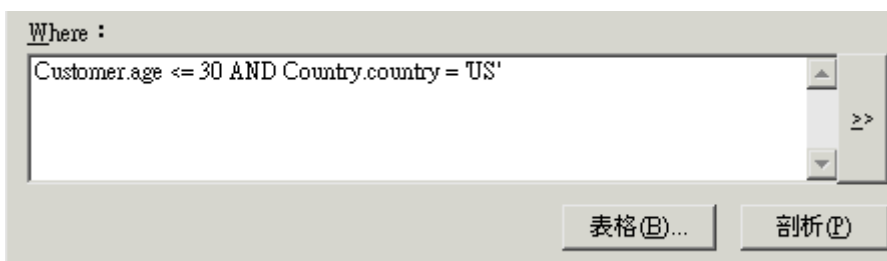 Where：
Customer.age <= 30 AND Country.country = 'US'
>>
表格(B)...
剖析(P)